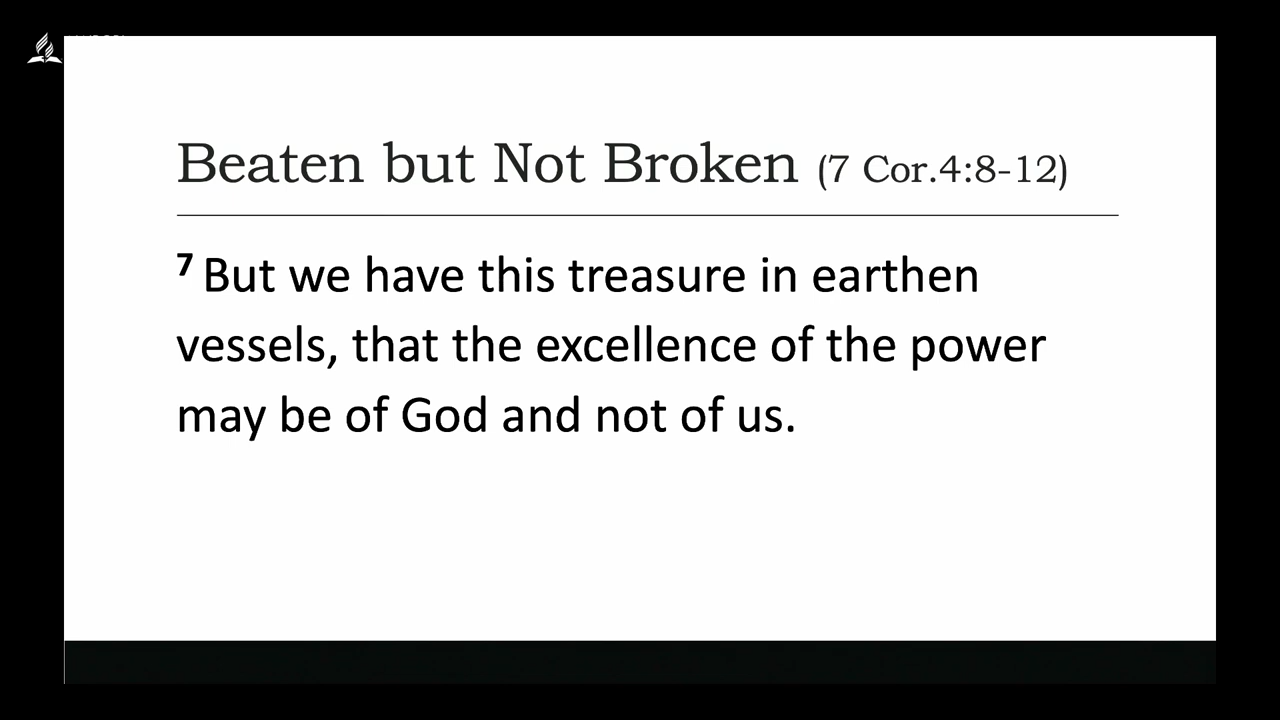 Beaten but Not Broken (7 Cor.4:8-12)
7 But we have this treasure in earthen
vessels, that the excellence of the power
may be of God and not of us.